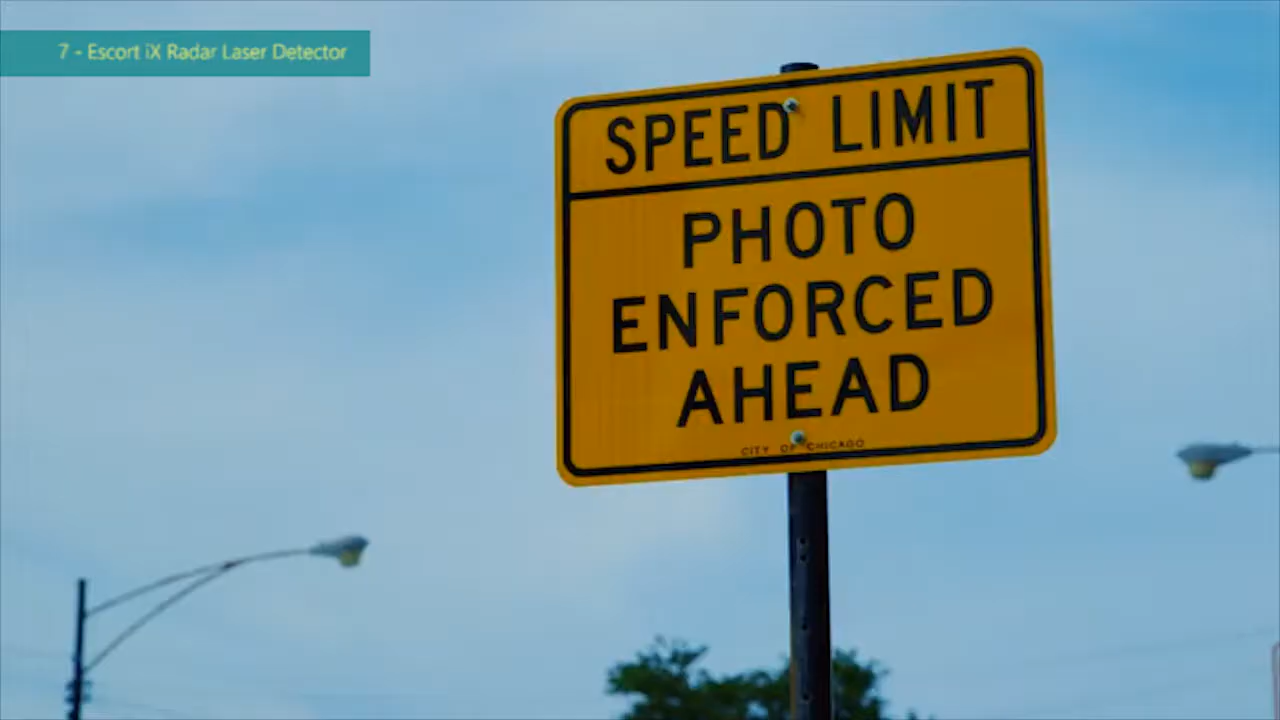 7 - Escort iX Radar Laser Detector
SPEED LIMIT
PHOTO
ENFORCED
AHEAD
CITY OF CHICAGO